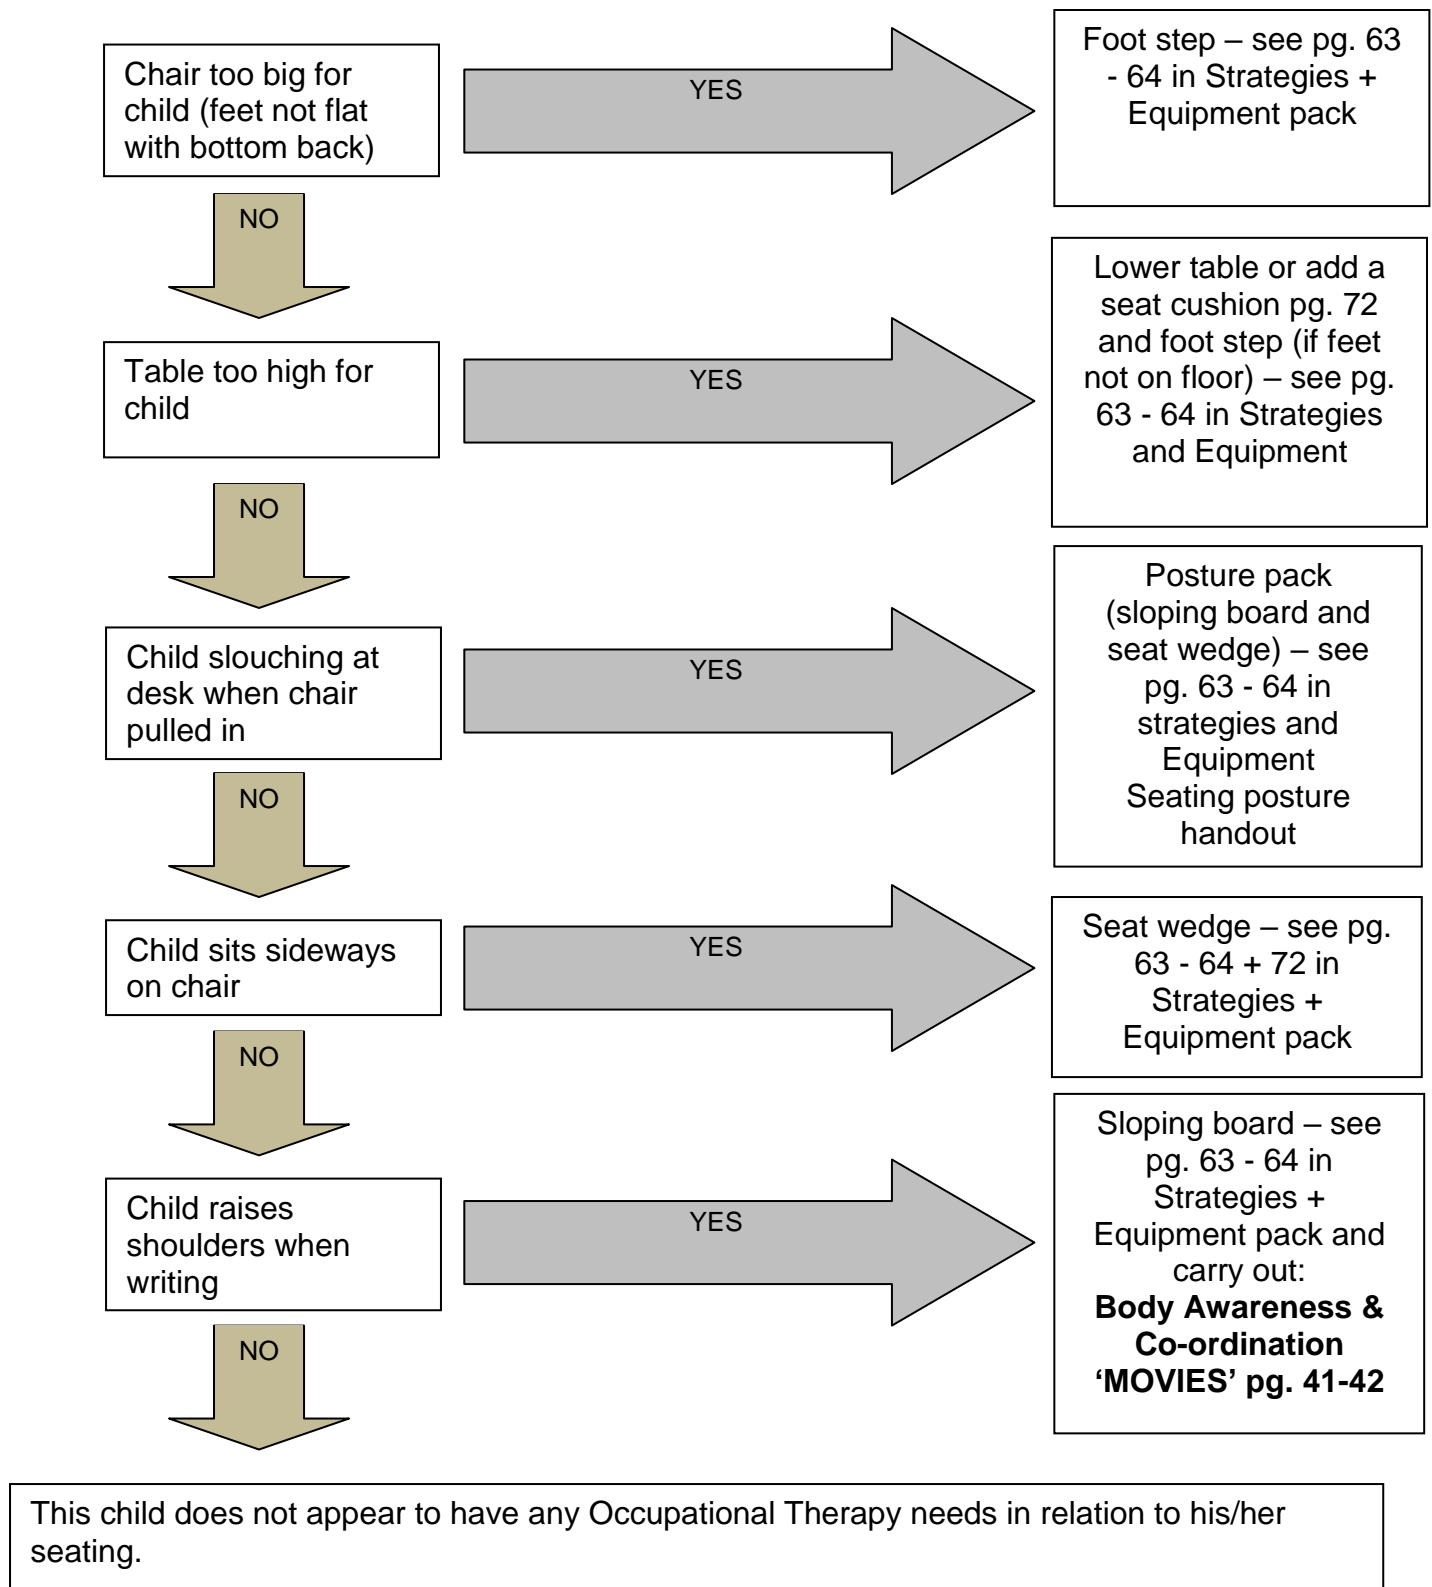 Chair too big for
child (feet not flat
with bottom back)
YES
Foot step – see pg. 63
- 64 in Strategies +
Equipment pack
NO
Table too high for
child
YES
Lower table or add a
seat cushion pg. 72
and foot step (if feet
not on floor) – see pg.
63 - 64 in Strategies
and Equipment
NO
Child slouching at
desk when chair
pulled in
YES
Posture pack
(sloping board and
seat wedge) – see
pg. 63 - 64 in
strategies and
Equipment
Seating posture
handout
NO
Child sits sideways
on chair
YES
Seat wedge – see pg.
63 - 64 + 72 in
Strategies +
Equipment pack
NO
Child raises
shoulders when
writing
YES
Sloping board – see
pg. 63 - 64 in
Strategies +
Equipment pack and
carry out:
Body Awareness &
Co-ordination
‘MOVIES’ pg. 41-42
NO
This child does not appear to have any Occupational Therapy needs in relation to his/her
seating.